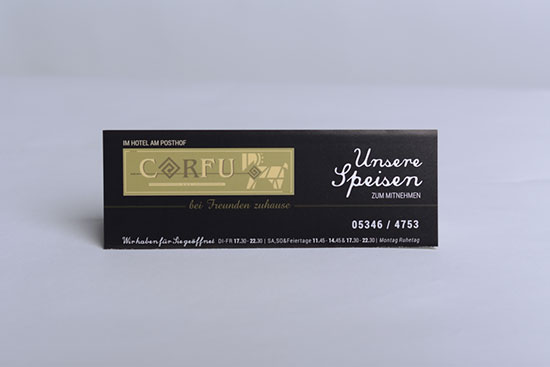 IM HOTEL AM POSTHOF
CORFU
bei Freunden zuhause
Unsere
Speisen
ZUM MITNEHMEN
05346 / 4753
Wir haben für Sie geöffnet DI-FR 17.30 - 22.30 | SA,SO&Feiertage 11.45 - 14.45 & 17.30 - 22.30 | Montag Ruhetag